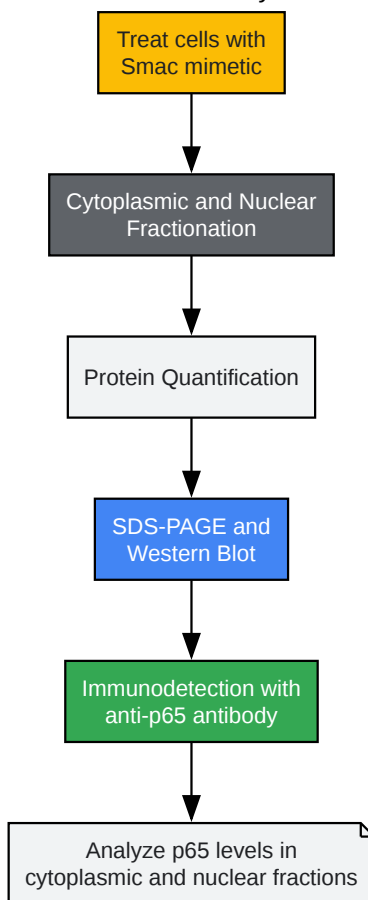 Treat cells with
Smac mimetic
Cytoplasmic and Nuclear
Fractionation
Protein Quantification
SDS-PAGE and
Western Blot
Immunodetection with
anti-p65 antibody
Analyze p65 levels in
cytoplasmic and nuclear fractions